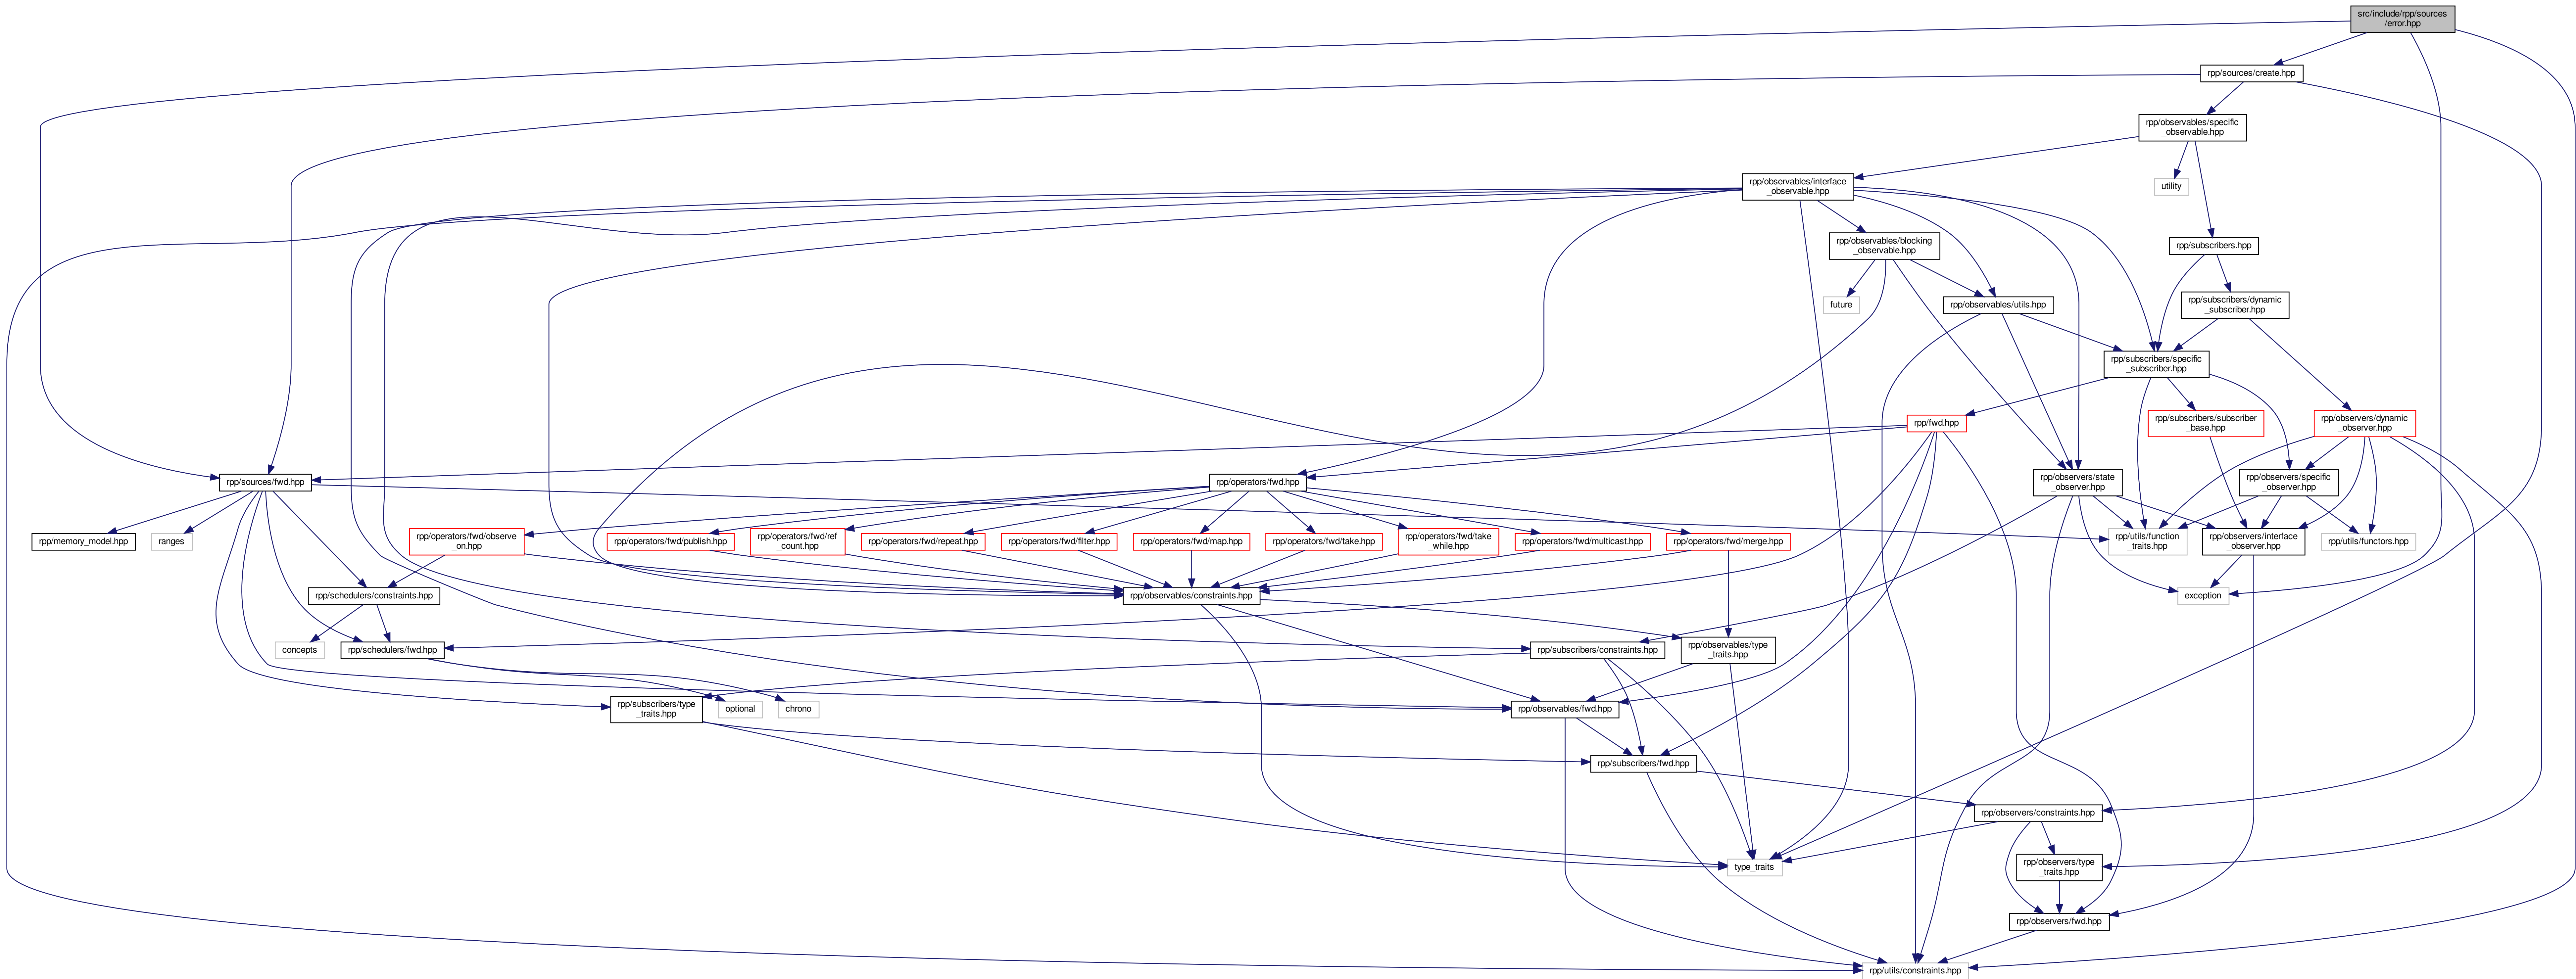 src/include/rpp/sources
/error.hpp
rpp/sources/create.hpp
rpp/observables/specific
_observable.hpp
rpp/observables/interface
_observable.hpp
utility
rpp/observables/blocking
_observable.hpp
rpp/subscribers.hpp
future
rpp/observables/utils.hpp
rpp/subscribers/dynamic
_subscriber.hpp
rpp/subscribers/specific
_subscriber.hpp
rpp/fwd.hpp
rpp/subscribers/subscriber
_base.hpp
rpp/observers/dynamic
_observer.hpp
rpp/sources/fwd.hpp
rpp/operators/fwd.hpp
rpp/observers/state
_observer.hpp
rpp/observers/specific
_observer.hpp
rpp/memory_model.hpp
ranges
rpp/operators/fwd/observe
_on.hpp
rpp/operators/fwd/publish.hpp
rpp/operators/fwd/ref
_count.hpp
rpp/operators/fwd/repeat.hpp
rpp/operators/fwd/filter.hpp
rpp/operators/fwd/map.hpp
rpp/operators/fwd/take.hpp
rpp/operators/fwd/take
_while.hpp
rpp/operators/fwd/multicast.hpp
rpp/operators/fwd/merge.hpp
rpp/utils/function
_traits.hpp
rpp/observers/interface
_observer.hpp
rpp/utils/functors.hpp
rpp/schedulers/constraints.hpp
rpp/observables/constraints.hpp
exception
concepts
rpp/schedulers/fwd.hpp
rpp/subscribers/constraints.hpp
rpp/observables/type
_traits.hpp
rpp/subscribers/type
_traits.hpp
optional
chrono
rpp/observables/fwd.hpp
rpp/subscribers/fwd.hpp
rpp/observers/constraints.hpp
type_traits
rpp/observers/type
_traits.hpp
rpp/observers/fwd.hpp
rpp/utils/constraints.hpp